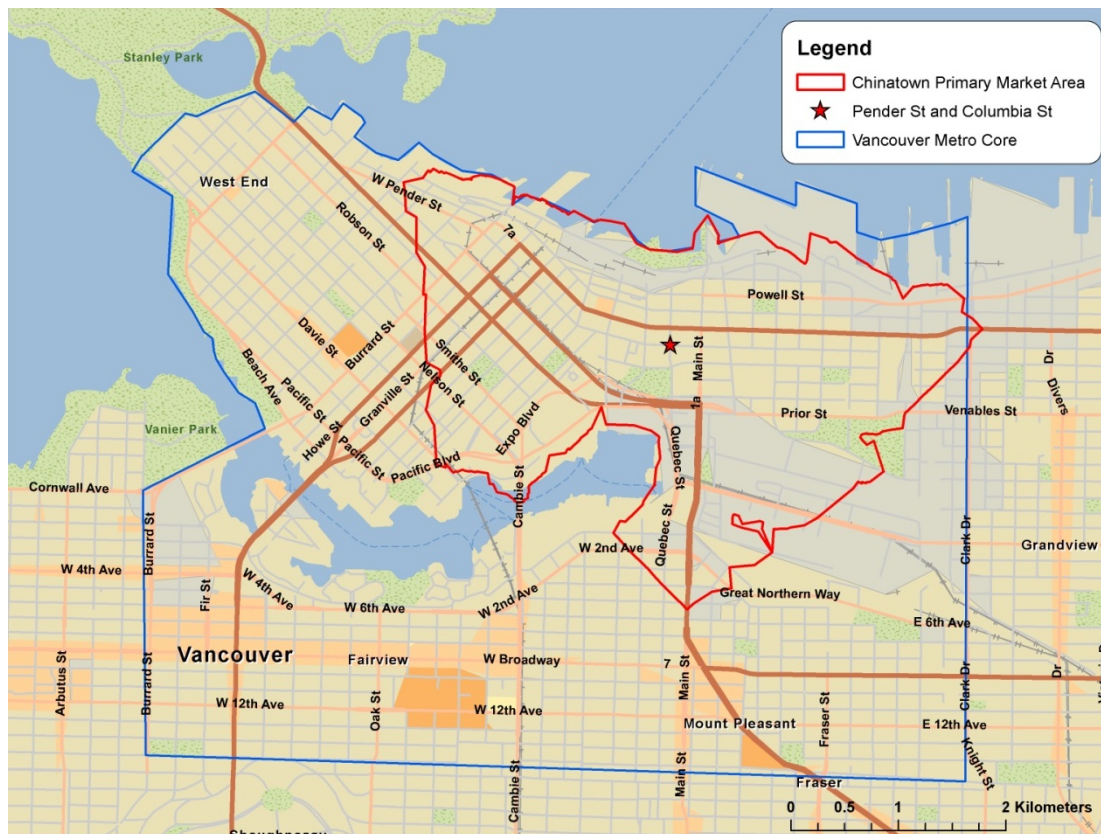 Legend
Chinatown Primary Market Area
Pender St and Columbia St
Vancouver Metro Core
Stanley Park
West End
W Pender St
Robson St
7a
Powell St
Davie St
Burrard St
Smithe St
Main St
Beach Ave
Pacific St
Granville St
Nelson St
1a
Prior St
Venables St
Dr
Divers
Vanier Park
Howe St
Pacific St
Pacific Blvd
Expo Blvd
Quebec St
Cornwall Ave
Burrard St
Cambie St
Quebec St
W 2nd Ave
Clark Dr
Grandview
W 4th Ave
Fir St
W 4th Ave
W 6th Ave
W 2nd Ave
Great Northern Way
E 6th Ave
Vancouver
Fairview
W Broadway
7
Main St
Arbutus St
Burrard St
W 12th Ave
Oak St
W 12th Ave
Mount Pleasant
Fraser St
E 12th Ave
Clark Dr
Dr
Knight St
Cambie St
Main St
Fraser
0 0.5 1 2 Kilometers